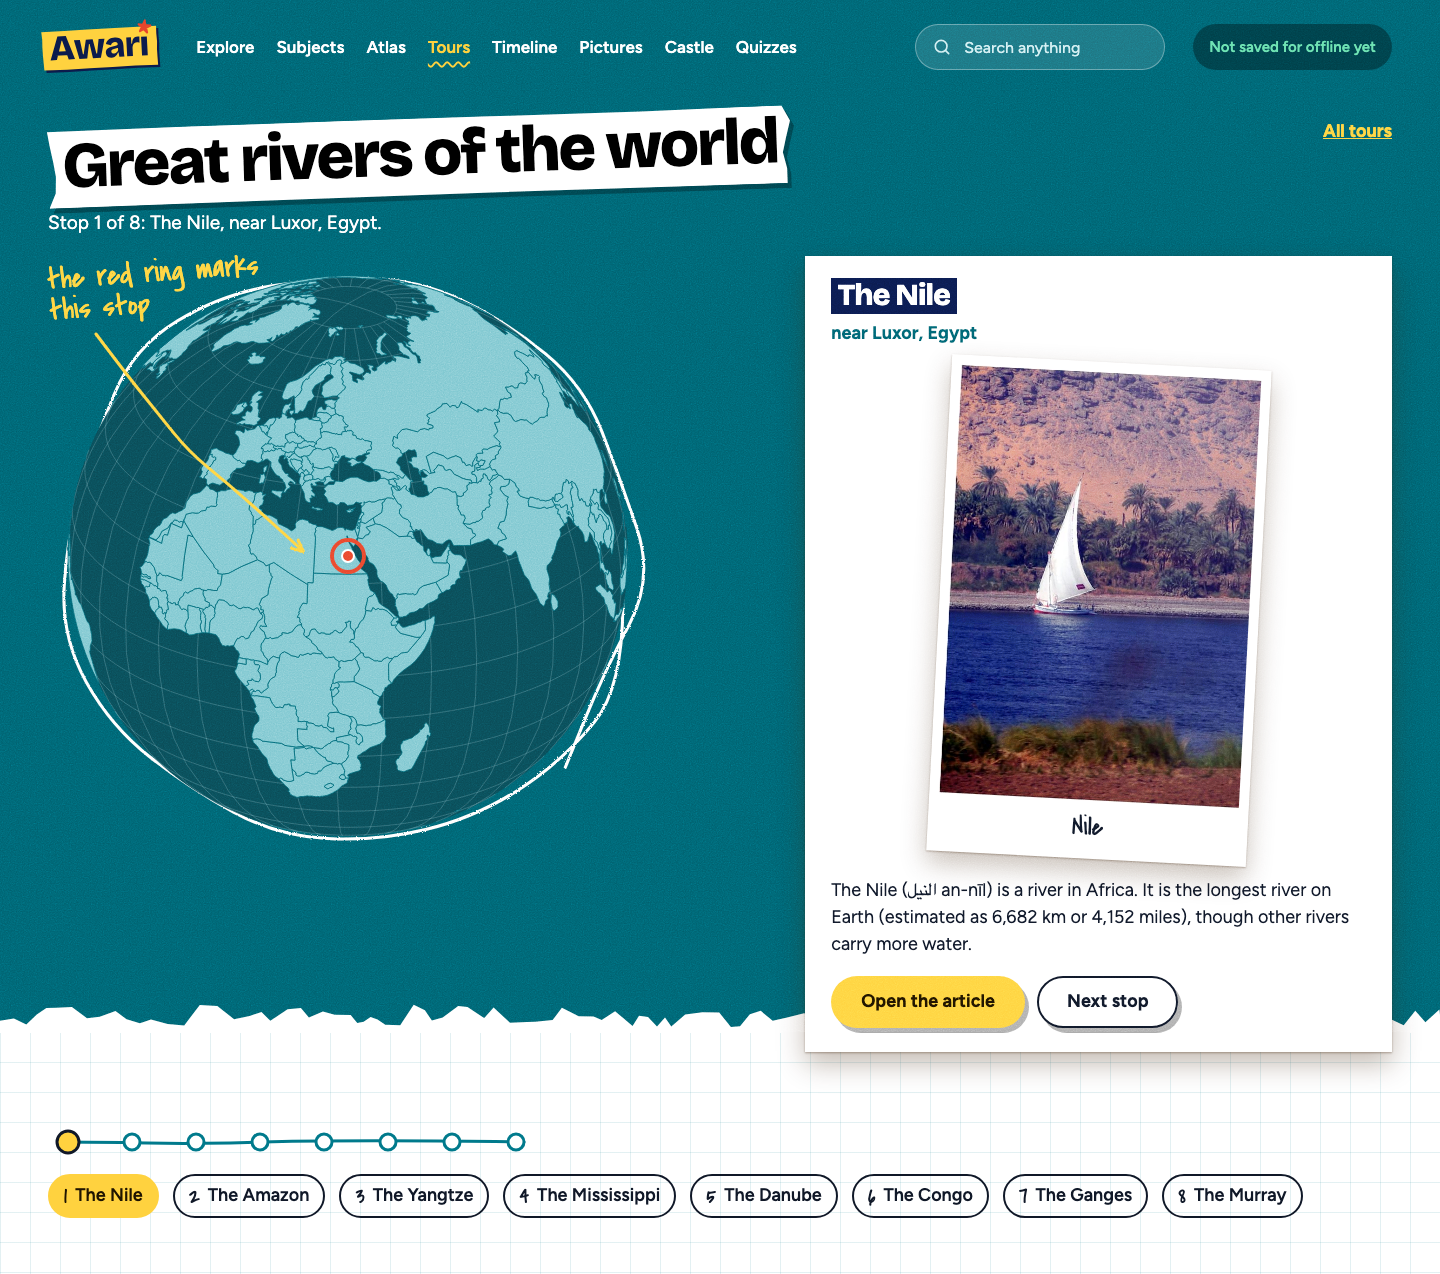 Awari
Explore Subjects Atlas Tours Timeline Pictures Castle Quizzes
Search anything
Not saved for offline yet
Great rivers of the world
All tours
Stop 1 of 8: The Nile, near Luxor, Egypt.
the red ring marks
this stop
The Nile
near Luxor, Egypt
Nile
The Nile (النيل an-nīl) is a river in Africa. It is the longest river on
Earth (estimated as 6,682 km or 4,152 miles), though other rivers
carry more water.
Open the article
Next stop
1 The Nile
2 The Amazon
3 The Yangtze
4 The Mississippi
5 The Danube
6 The Congo
7 The Ganges
8 The Murray